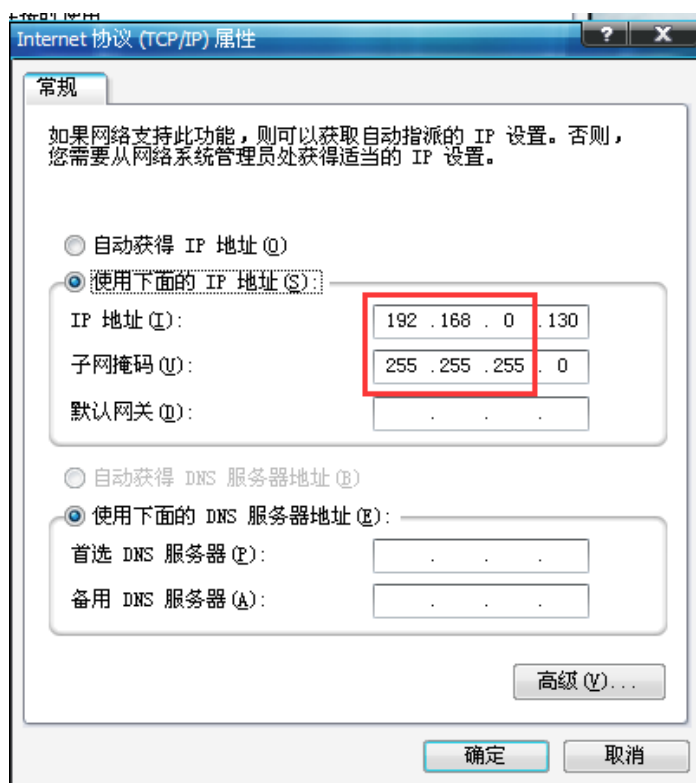 Internet 协议 (TCP/IP) 属性
常规
如果网络支持此功能，则可以获取自动指派的 IP 设置。否则，
您需要从网络系统管理员处获得适当的 IP 设置。
自动获得 IP 地址(O)
使用下面的 IP 地址(S):
IP 地址(I): 192 .168 . 0 .130
子网掩码(U): 255 .255 .255 . 0
默认网关(D): . . .
自动获得 DNS 服务器地址(B)
使用下面的 DNS 服务器地址(E):
首选 DNS 服务器(P): . . .
备用 DNS 服务器(A): . . .
高级(V)...
确定 取消